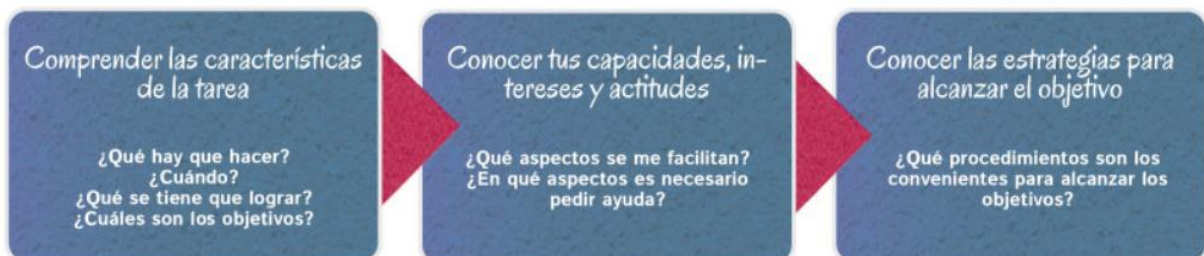 Comprender las características
de la tarea
¿Qué hay que hacer?
¿Cuándo?
¿Qué se tiene que lograr?
¿Cuáles son los objetivos?
Conocer tus capacidades, in-
tereses y actitudes
¿Qué aspectos se me facilitan?
¿En qué aspectos es necesario
pedir ayuda?
Conocer las estrategias para
alcanzar el objetivo
¿Qué procedimientos son los
convenientes para alcanzar los
objetivos?